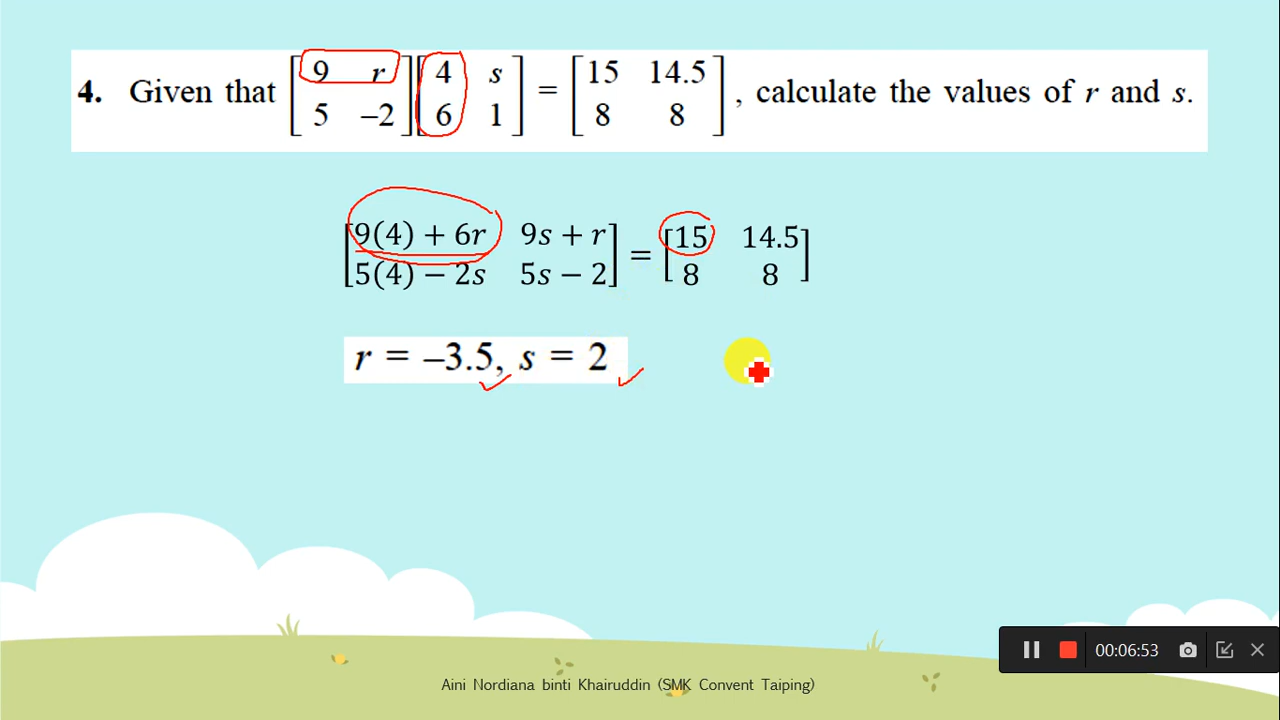 4. Given that [9 r][4 s] = [15 14.5], calculate the values of r and s.
[5 –2][6 1] [8 8]
[9(4) + 6r 9s + r] = [15 14.5]
[5(4) − 2s 5s − 2] [8 8]
r = –3.5, s = 2
00:06:53
Aini Nordiana binti Khairuddin (SMK Convent Taiping)